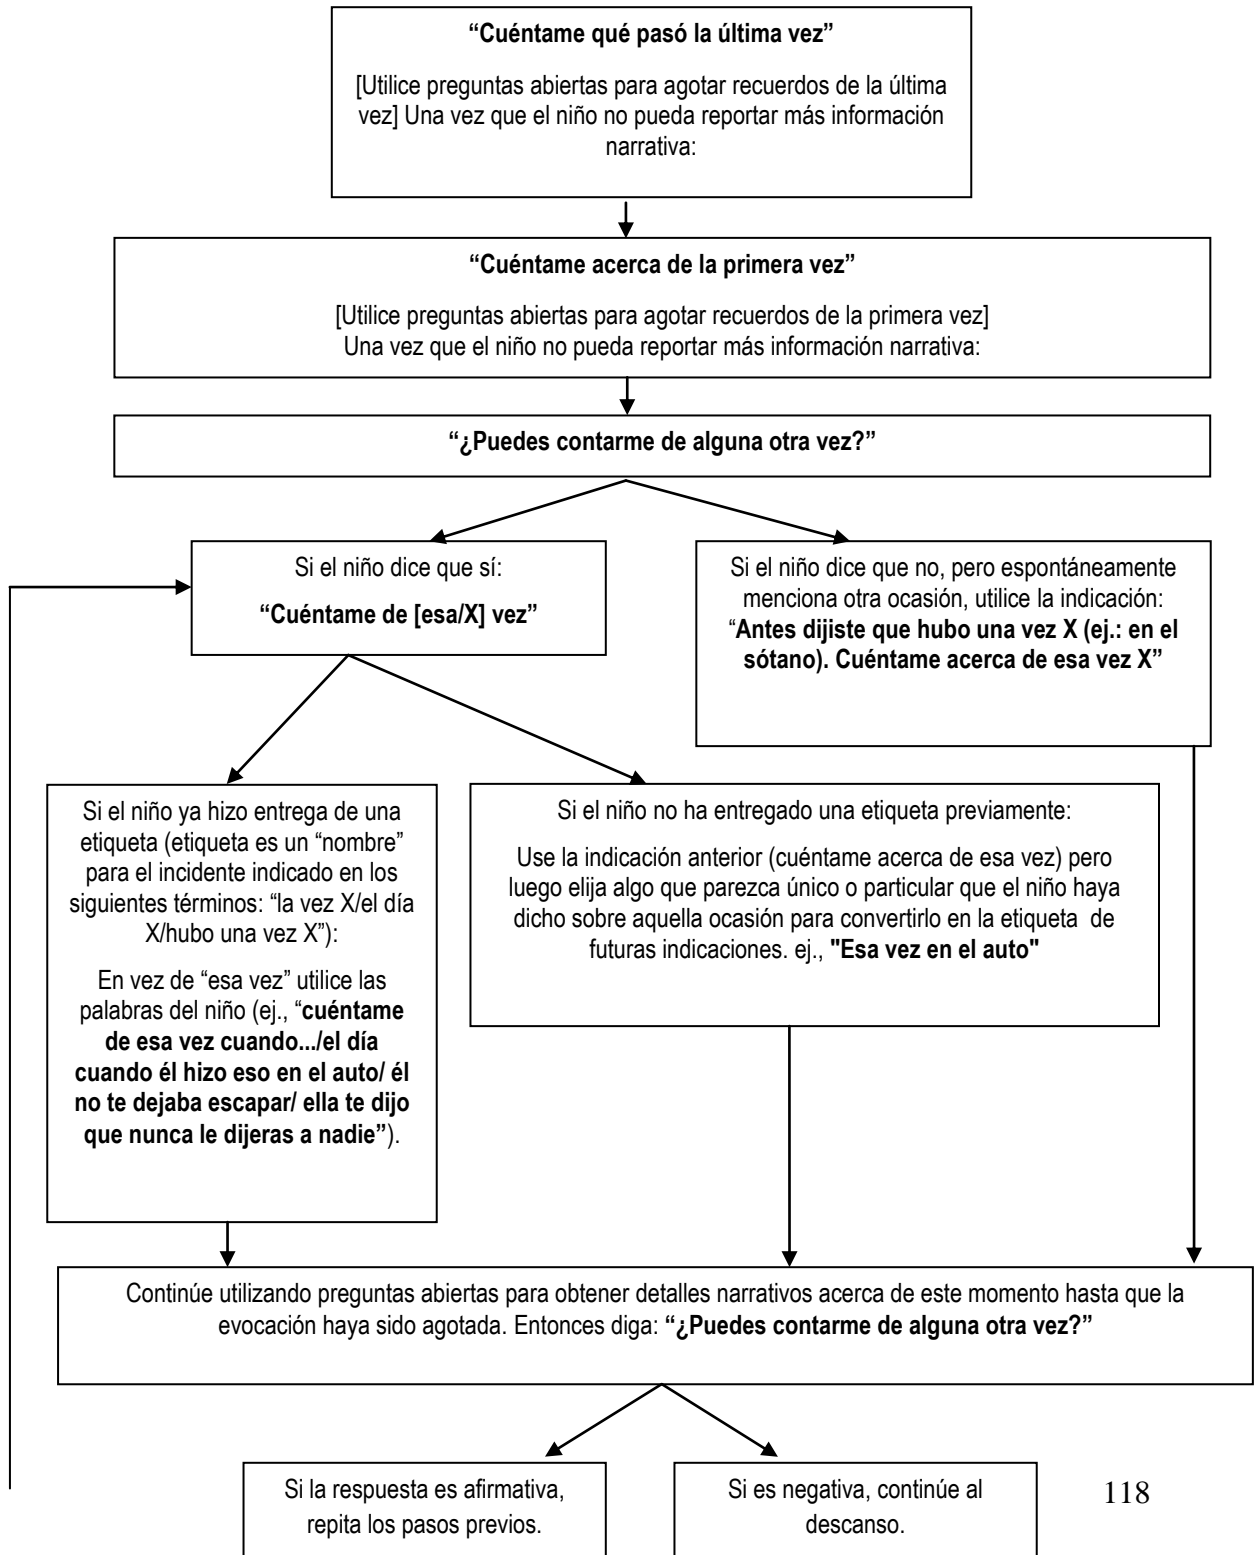 “Cuéntame qué pasó la última vez”
[Utilice preguntas abiertas para agotar recuerdos de la última
vez] Una vez que el niño no pueda reportar más información
narrativa:
“Cuéntame acerca de la primera vez”
[Utilice preguntas abiertas para agotar recuerdos de la primera vez]
Una vez que el niño no pueda reportar más información narrativa:
“¿Puedes contarme de alguna otra vez?”
Si el niño dice que sí:
“Cuéntame de [esa/X] vez”
Si el niño dice que no, pero espontáneamente
menciona otra ocasión, utilice la indicación:
“Antes dijiste que hubo una vez X (ej.: en el
sótano). Cuéntame acerca de esa vez X”
Si el niño ya hizo entrega de una
etiqueta (etiqueta es un “nombre”
para el incidente indicado en los
siguientes términos: “la vez X/el día
X/hubo una vez X”):
En vez de “esa vez” utilice las
palabras del niño (ej., “cuéntame
de esa vez cuando.../el día
cuando él hizo eso en el auto/ él
no te dejaba escapar/ ella te dijo
que nunca le dijeras a nadie”).
Si el niño no ha entregado una etiqueta previamente:
Use la indicación anterior (cuéntame acerca de esa vez) pero
luego elija algo que parezca único o particular que el niño haya
dicho sobre aquella ocasión para convertirlo en la etiqueta de
futuras indicaciones. ej., "Esa vez en el auto"
Continúe utilizando preguntas abiertas para obtener detalles narrativos acerca de este momento hasta que la
evocación haya sido agotada. Entonces diga: “¿Puedes contarme de alguna otra vez?”
Si la respuesta es afirmativa,
repita los pasos previos.
Si es negativa, continúe al
descanso.
118